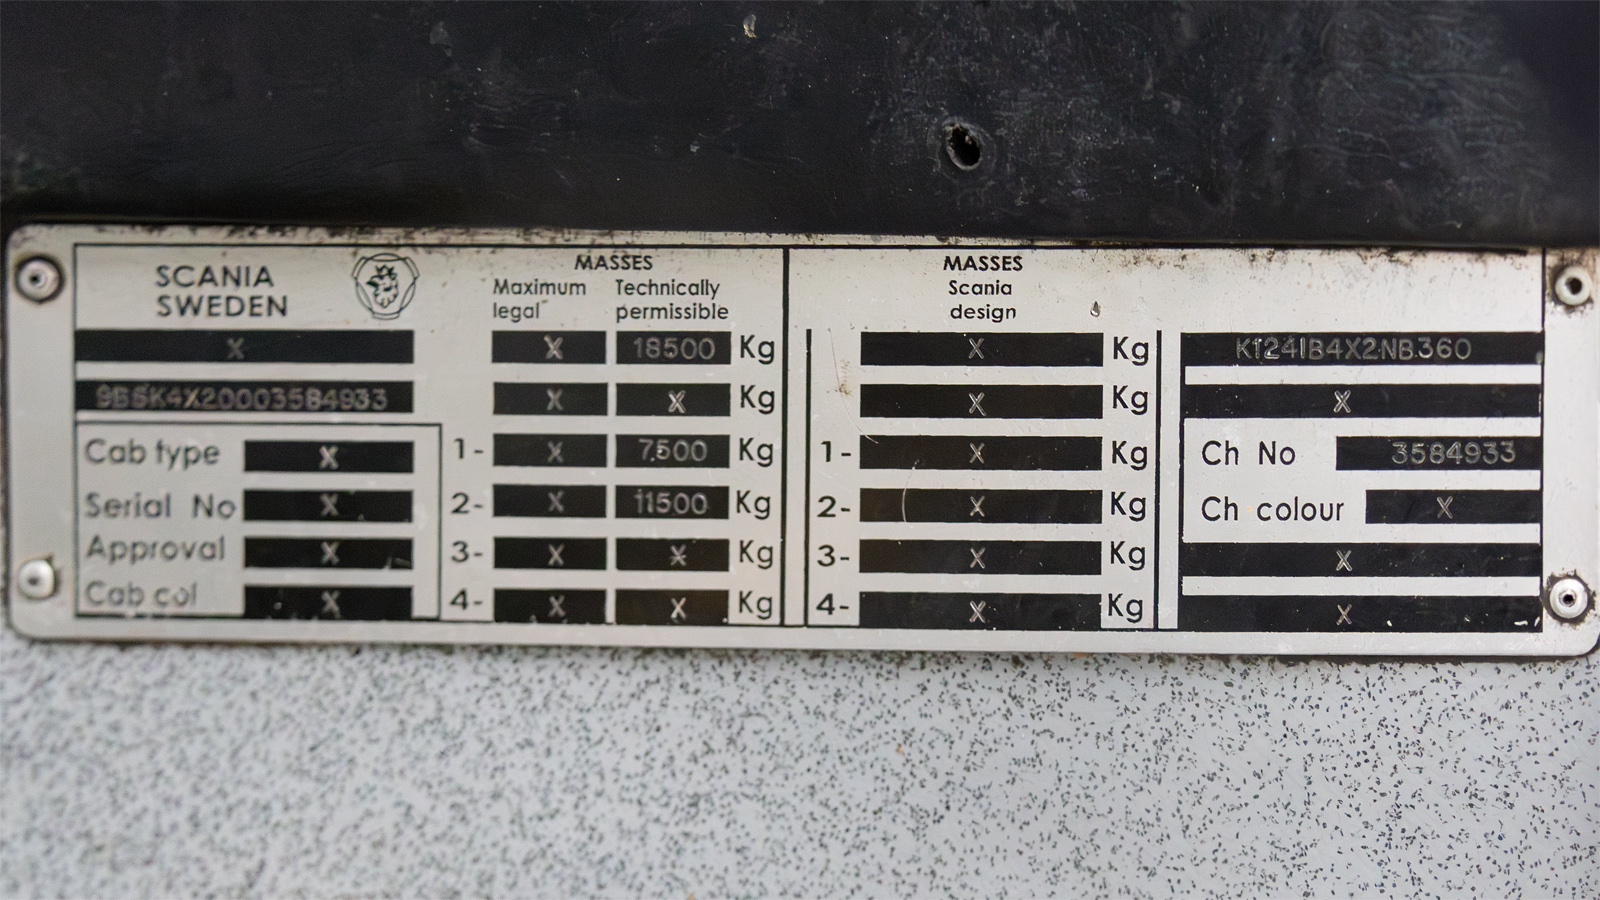 SCANIA
SWEDEN
MASSES
Maximum legal
Technically permissible
MASSES
Scania design
X
X 18500 Kg
X Kg
K124IB4X2NB360
9BSK4X20003584933
X X Kg
X Kg
X
Cab type X
1- X 7500 Kg
1- X Kg
Ch No 3584933
Serial No X
2- X 11500 Kg
2- X Kg
Ch colour X
Approval X
3- X X Kg
3- X Kg
X
Cab col X
4- X X Kg
4- X Kg
X